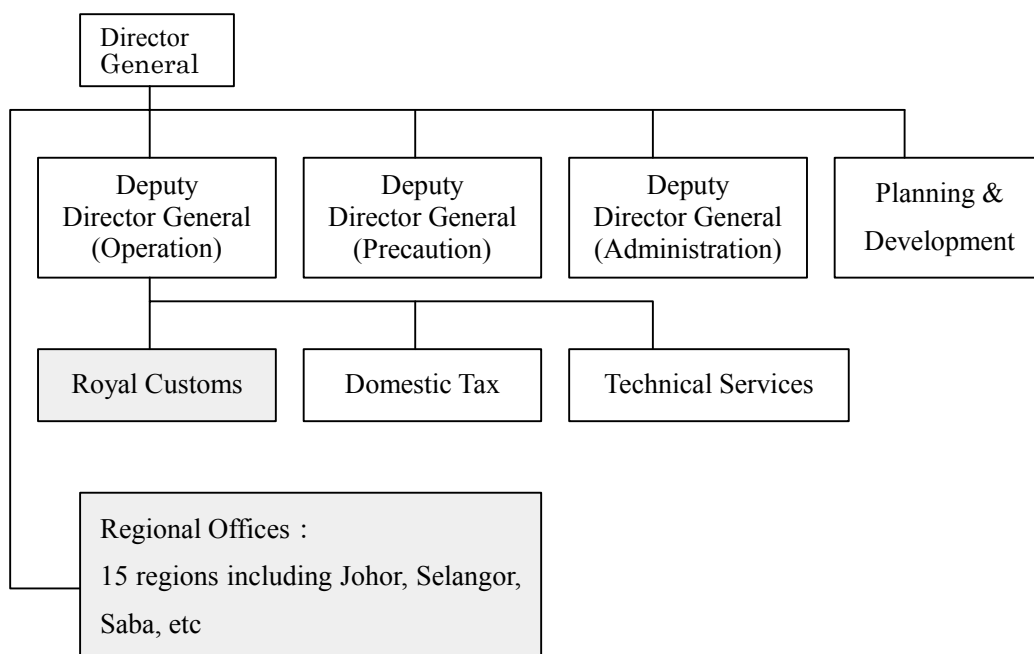 Director
General
Deputy
Director General
(Operation)
Deputy
Director General
(Precaution)
Deputy
Director General
(Administration)
Planning &
Development
Royal Customs
Domestic Tax
Technical Services
Regional Offices：
15 regions including Johor, Selangor,
Saba, etc